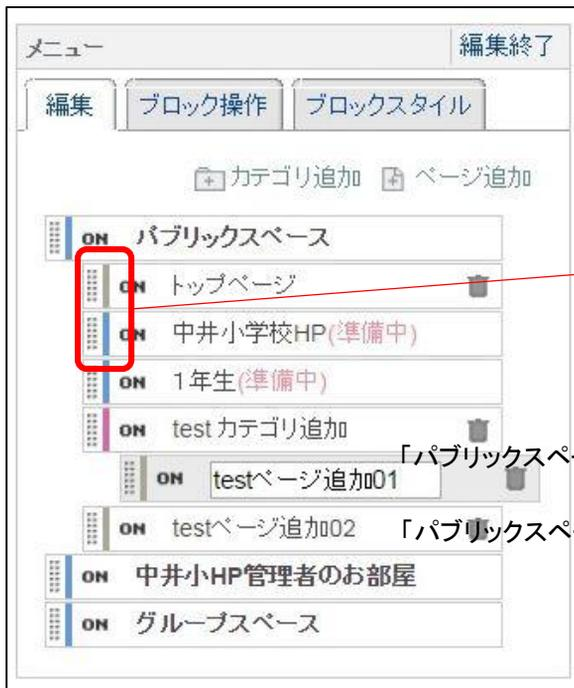 メニュー 編集終了
編集 ブロック操作 ブロックスタイル
カテゴリ追加 ページ追加
ON パブリックスペース
ON トップページ
ON 中井小学校HP(準備中)
ON 1年生(準備中)
ON test カテゴリ追加
「パブリックスペー
ON testページ追加01
ON testページ追加02
「パブリックスペ
ON 中井小HP管理者のお部屋
ON グループスペース